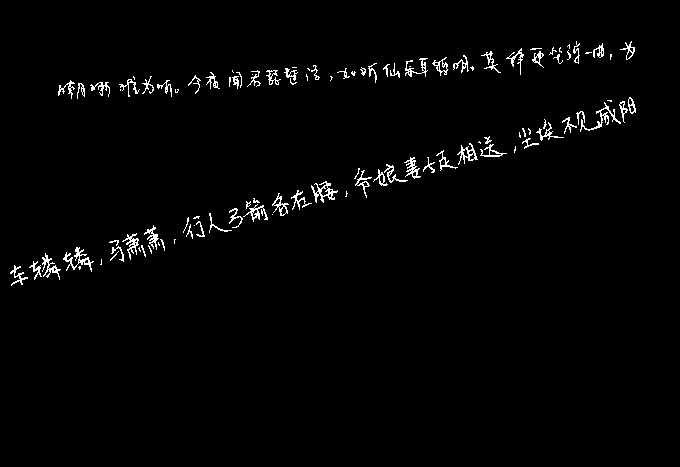 嘲哳难为听。今夜闻君琵琶语，如听仙乐耳暂明。莫辞更坐弹一曲，为
车辚辚，马萧萧，行人弓箭各在腰，爷娘妻子走相送，尘埃不见咸阳